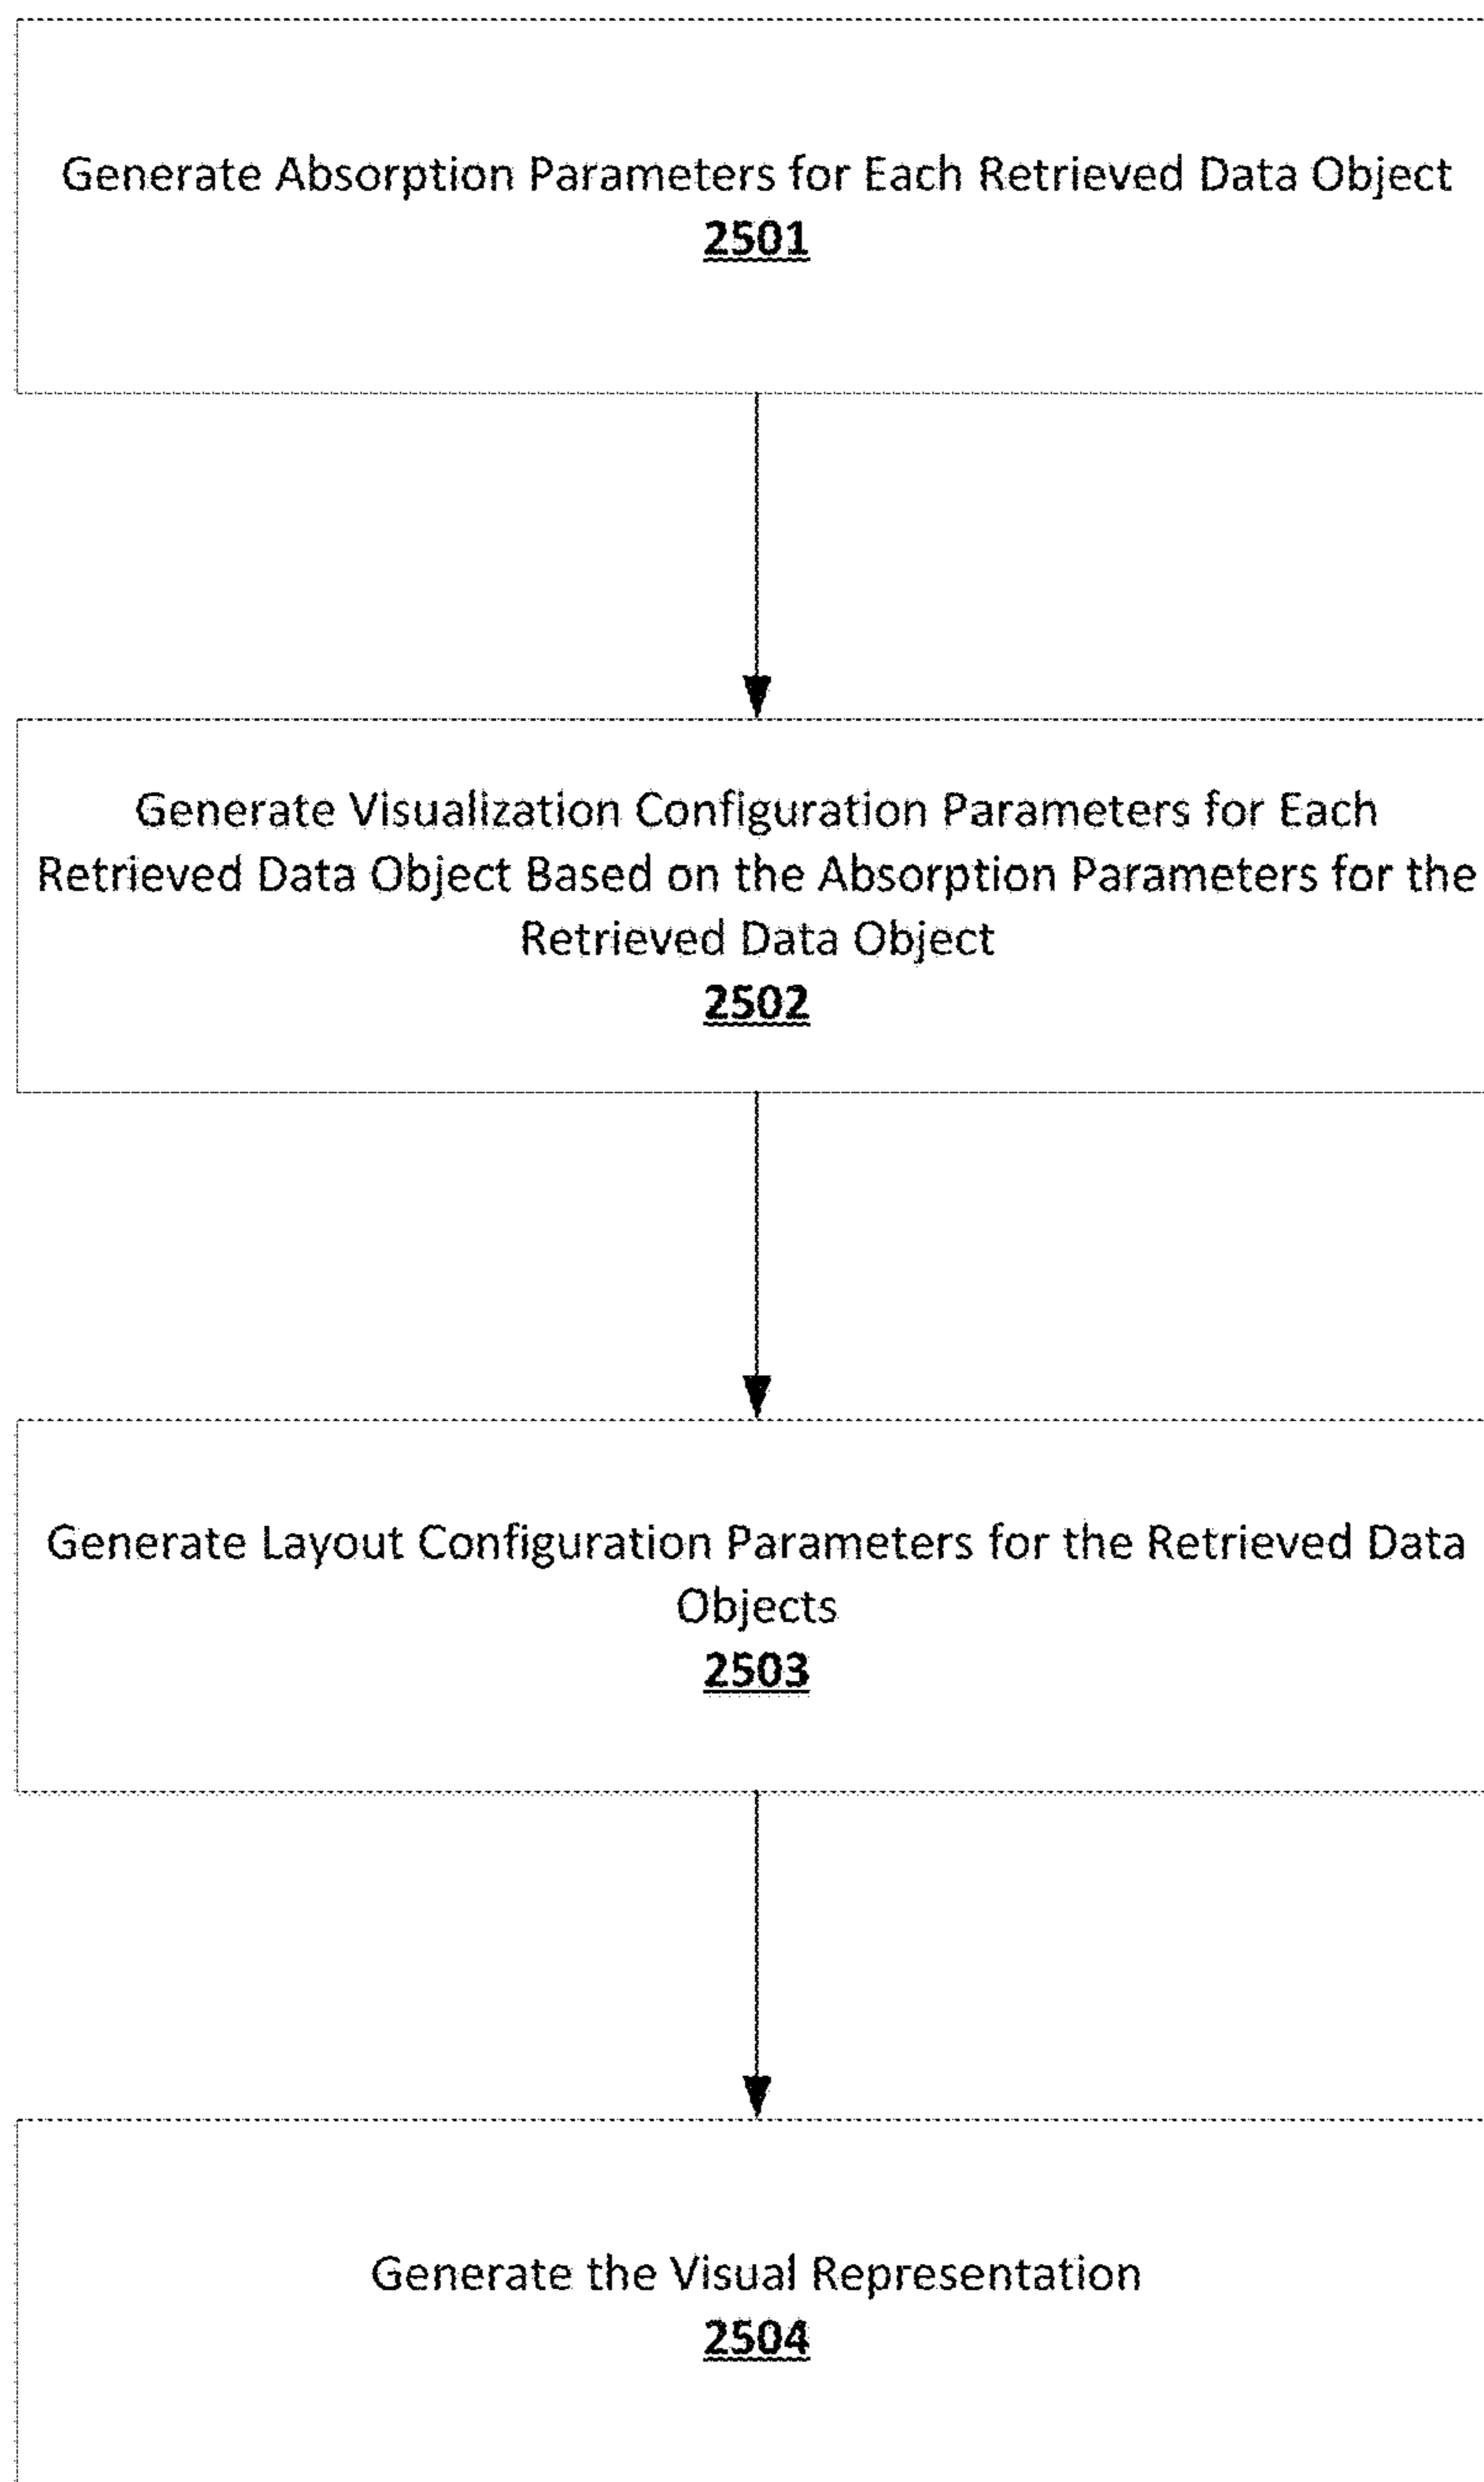 Generate Absorption Parameters for Each Retrieved Data Object
2501
Generate Visualization Configuration Parameters for Each
Retrieved Data Object Based on the Absorption Parameters for the
Retrieved Data Object
2502
Generate Layout Configuration Parameters for the Retrieved Data
Objects
2503
Generate the Visual Representation
2504